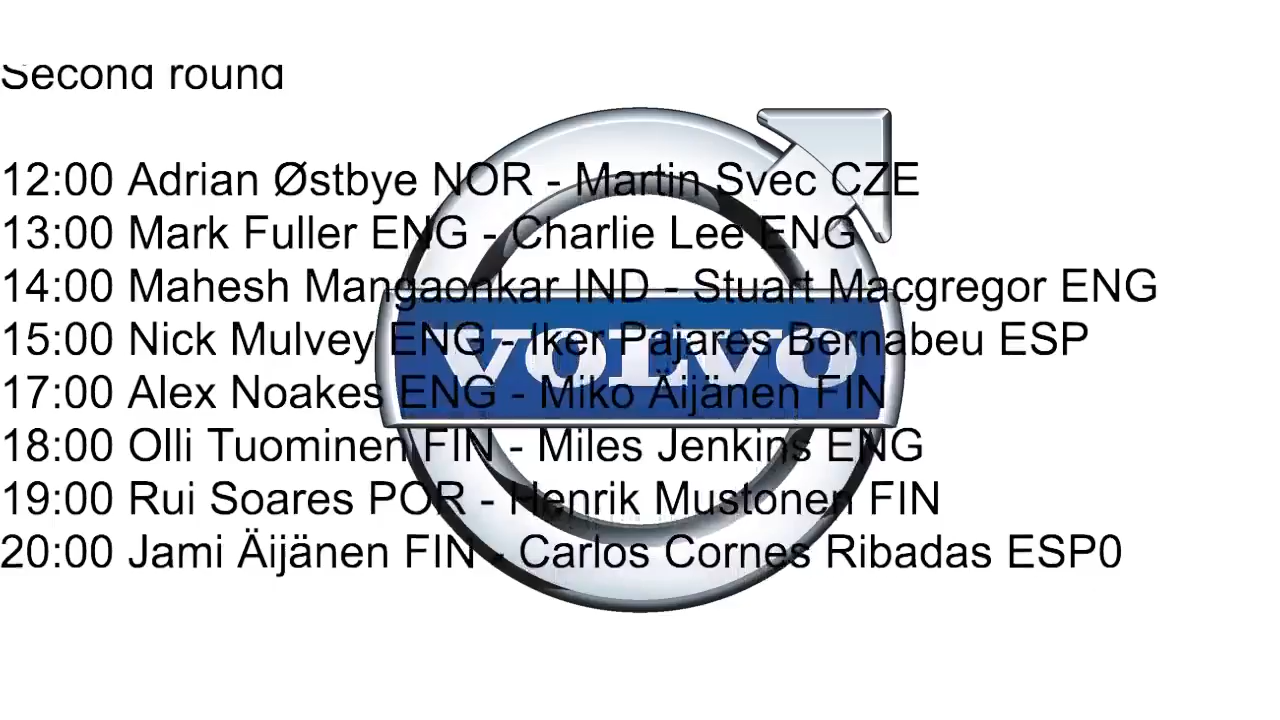 Second round
12:00 Adrian Østbye NOR - Martin Svec CZE
13:00 Mark Fuller ENG - Charlie Lee ENG
14:00 Mahesh Mangaonkar IND - Stuart Macgregor ENG
15:00 Nick Mulvey ENG - Iker Pajares Bernabeu ESP
VOLVO
17:00 Alex Noakes ENG - Miko Äijänen FIN
18:00 Olli Tuominen FIN - Miles Jenkins ENG
19:00 Rui Soares POR - Henrik Mustonen FIN
20:00 Jami Äijänen FIN - Carlos Cornes Ribadas ESP0